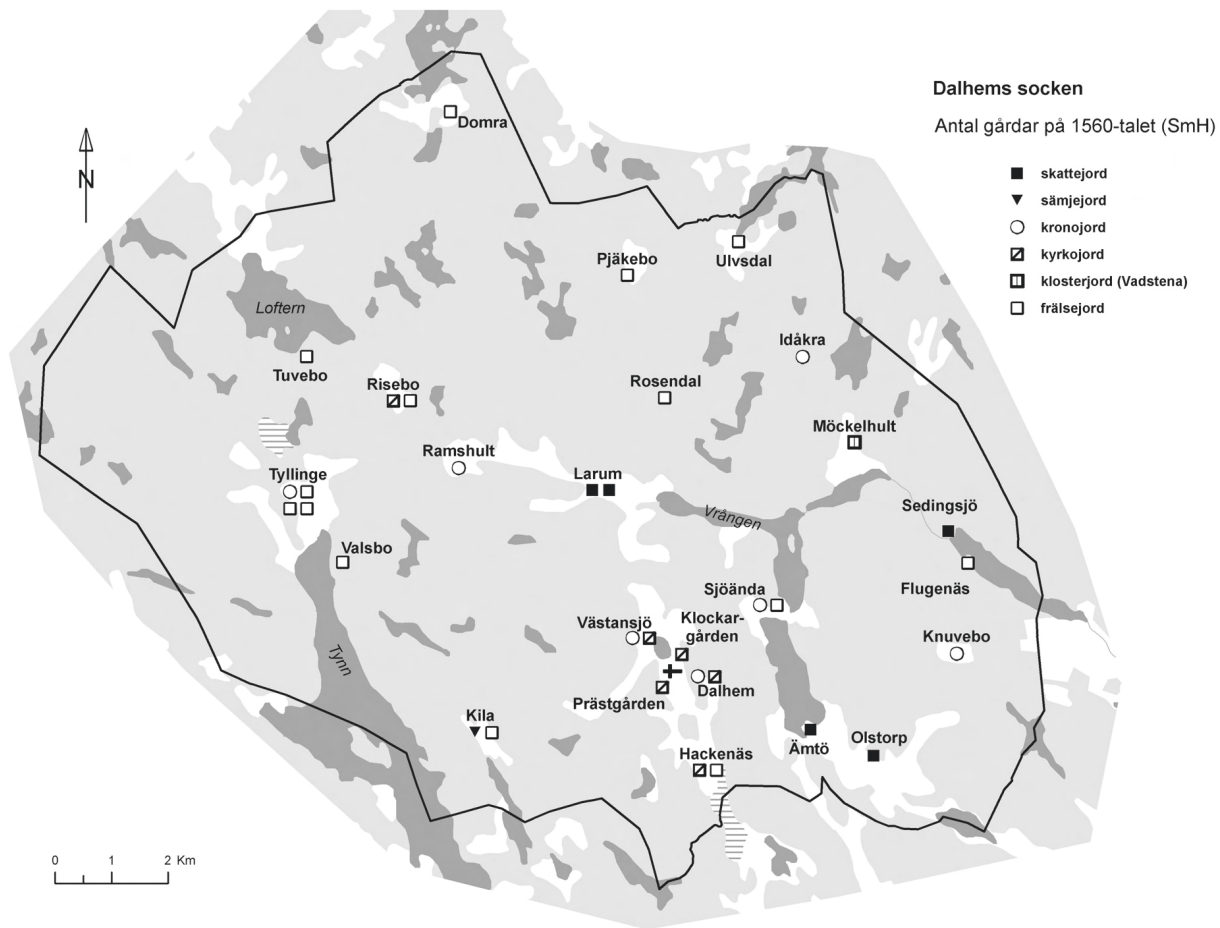 Dalhems socken
Antal gårdar på 1560-talet (SmH)
skattejord
sämjejord
kronojord
kyrkojord
klosterjord (Vadstena)
frälsejord
N
Domra
Pjäkebo
Ulvsdal
Loftern
Idåkra
Tuvebo
Risebo
Rosendal
Möckelhult
Ramshult
Tyllinge
Larum
Vrången
Sedingsjö
Valsbo
Flugenäs
Sjöända
Västansjö
Klockar-
gården
Knuvebo
Tynn
Dalhem
Prästgården
Kila
Ämtö
Olstorp
Hackenäs
0 1 2 Km